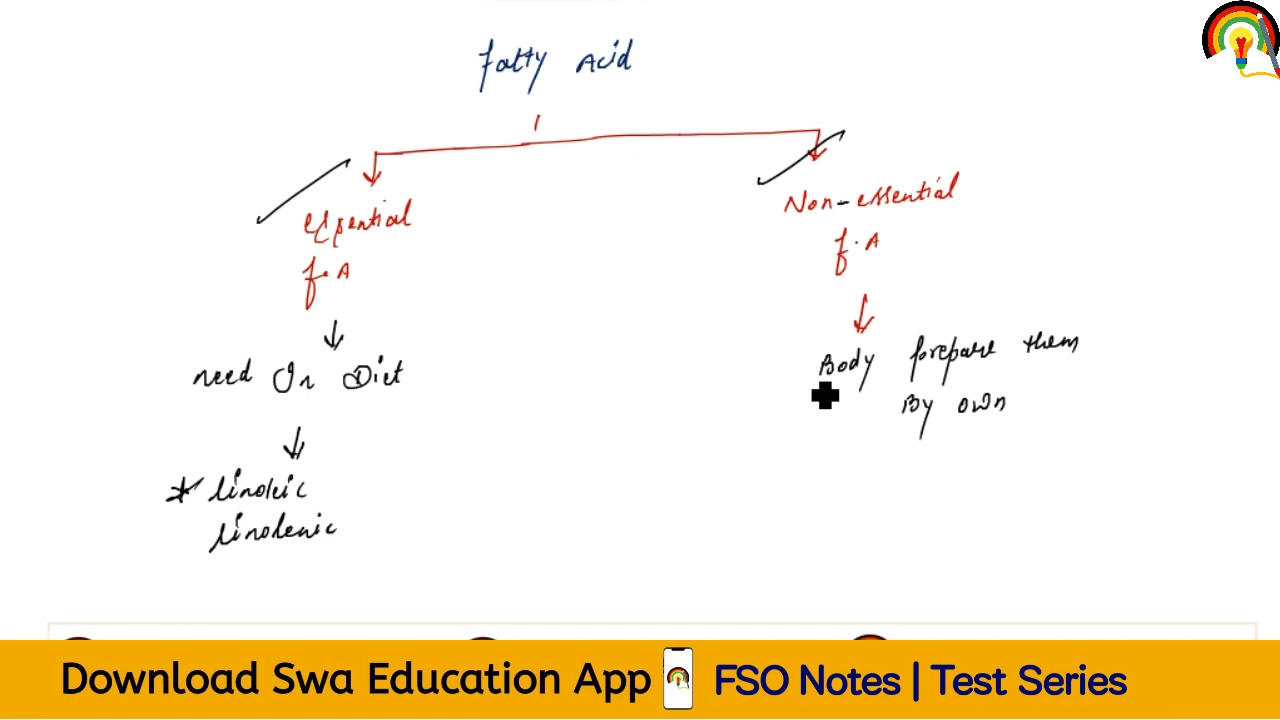 Fatty Acid
Essential
f.A
need In Diet
* linoleic
linolenic
Non-essential
f.A
Body prepare them
By own
Download Swa Education App FSO Notes | Test Series